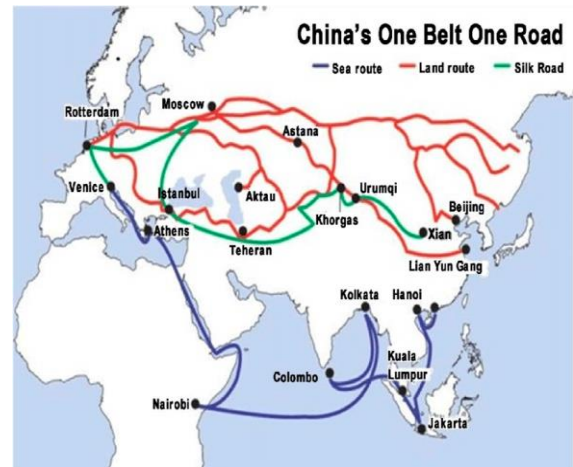 China's One Belt One Road
Sea route Land route Silk Road
Moscow
Rotterdam
Astana
Venice
Istanbul
Aktau
Urumqi
Beijing
Khorgas
Athens
Xian
Teheran
Lian Yun Gang
Kolkata
Hanoi
Kuala
Lumpur
Colombo
Nairobi
Jakarta